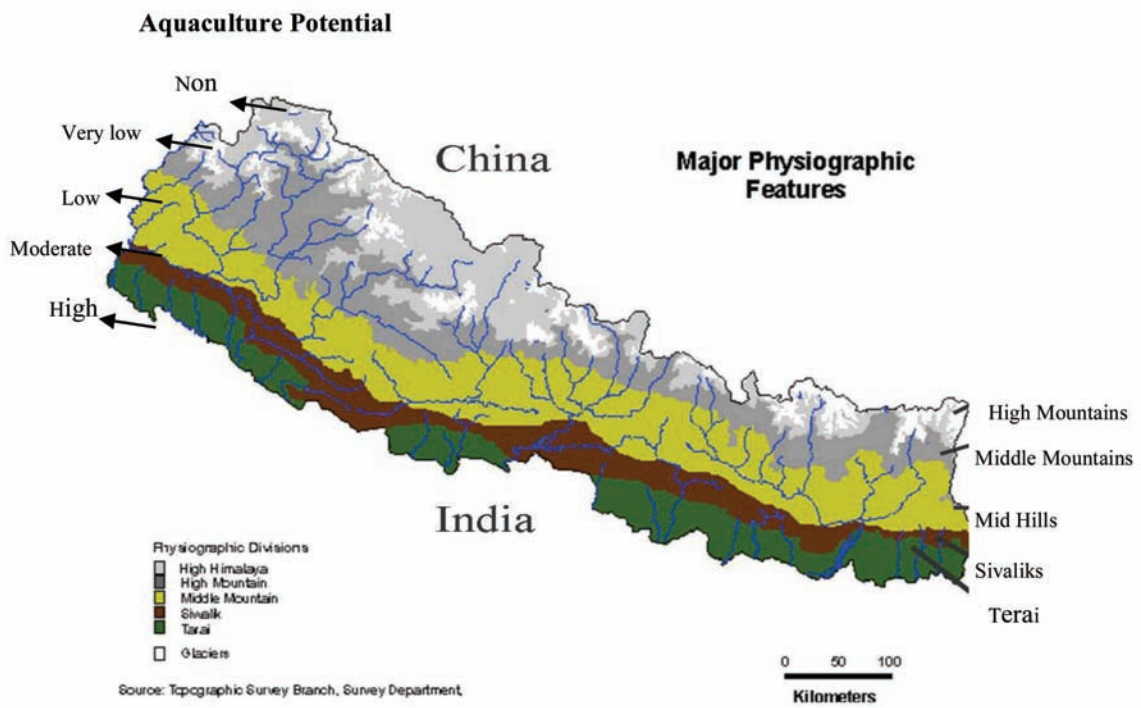 Aquaculture Potential
Non
Very low
Low
Moderate
High
China
Major Physiographic
Features
India
High Mountains
Middle Mountains
Mid Hills
Sivaliks
Terai
Physiographic Divisions
High Himalaya
High Mountain
Middle Mountain
Siwalik
Tarai
Glaciers
Source: Topographic Survey Branch, Survey Department,
0 50 100
Kilometers